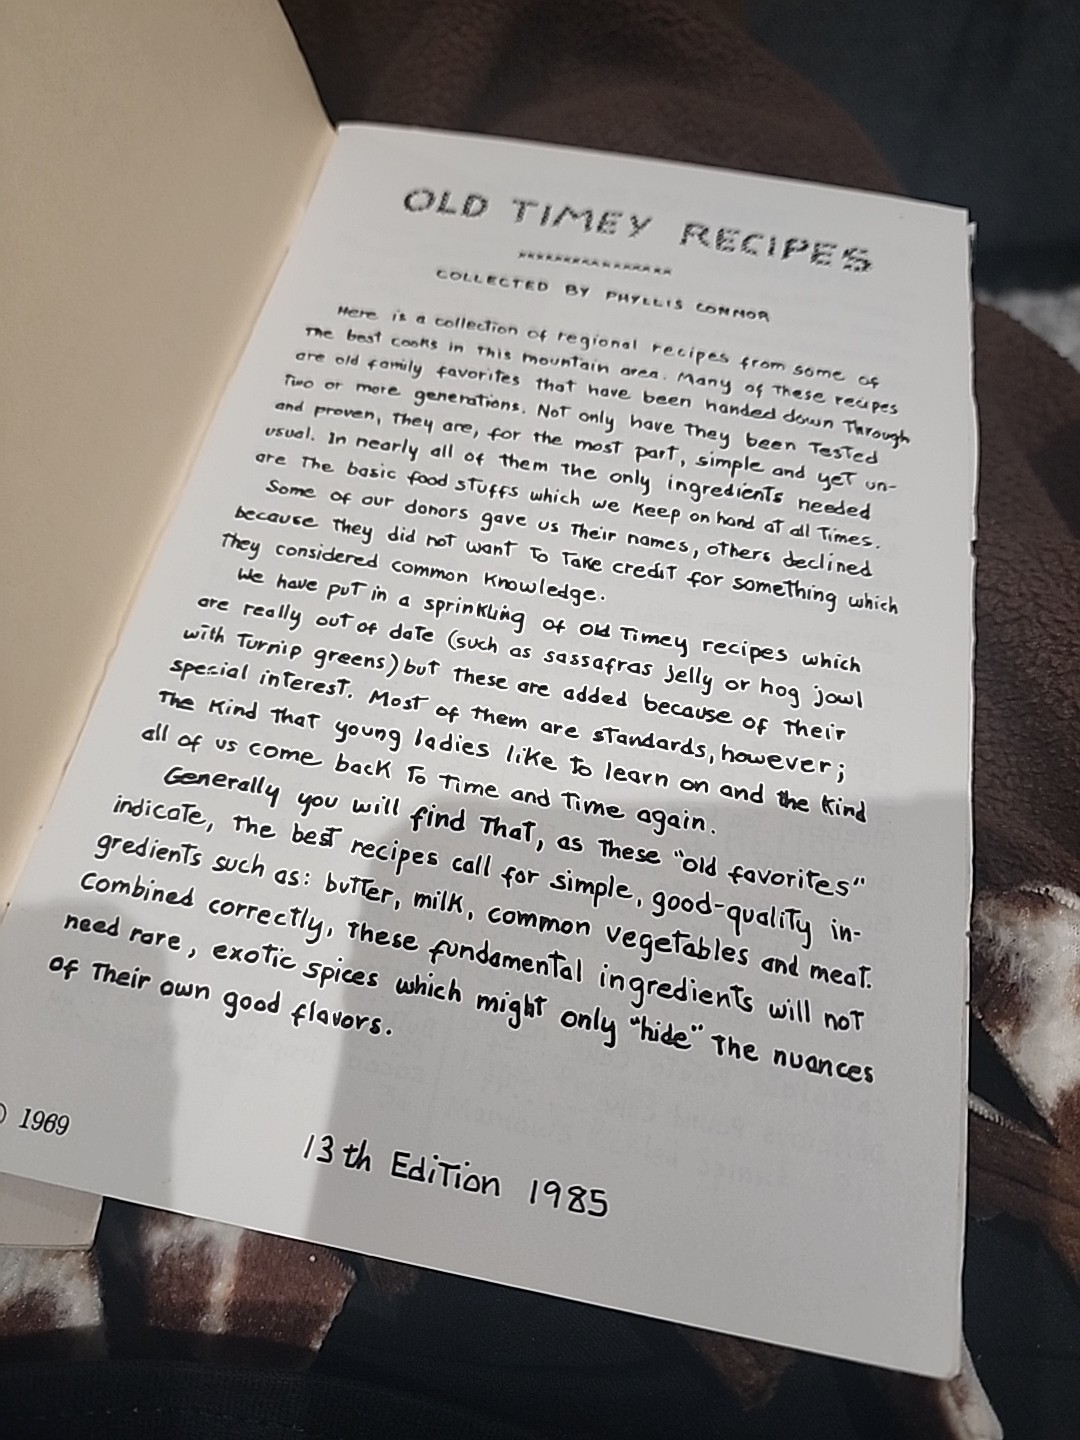 OLD TIMEY RECIPES
****************
COLLECTED BY PHYLLIS CONNOR
Here is a collection of regional recipes from some of
the best cooks in this mountain area. Many of these recipes
are old family favorites that have been handed down through
two or more generations. Not only have they been tested
and proven, they are, for the most part, simple and yet un-
usual. In nearly all of them the only ingredients needed
are the basic food stuffs which we keep on hand at all times.
Some of our donors gave us their names, others declined
because they did not want to take credit for something which
they considered common knowledge.
We have put in a sprinkling of old timey recipes which
are really out of date (such as sassafras jelly or hog jowl
with turnip greens) but these are added because of their
special interest. Most of them are standards, however;
the kind that young ladies like to learn on and the kind
all of us come back to time and time again.
Generally you will find that, as these "old favorites"
indicate, the best recipes call for simple, good-quality in-
gredients such as: butter, milk, common vegetables and meat.
Combined correctly, these fundamental ingredients will not
need rare, exotic spices which might only "hide" the nuances
of their own good flavors.
© 1969
13th Edition 1985